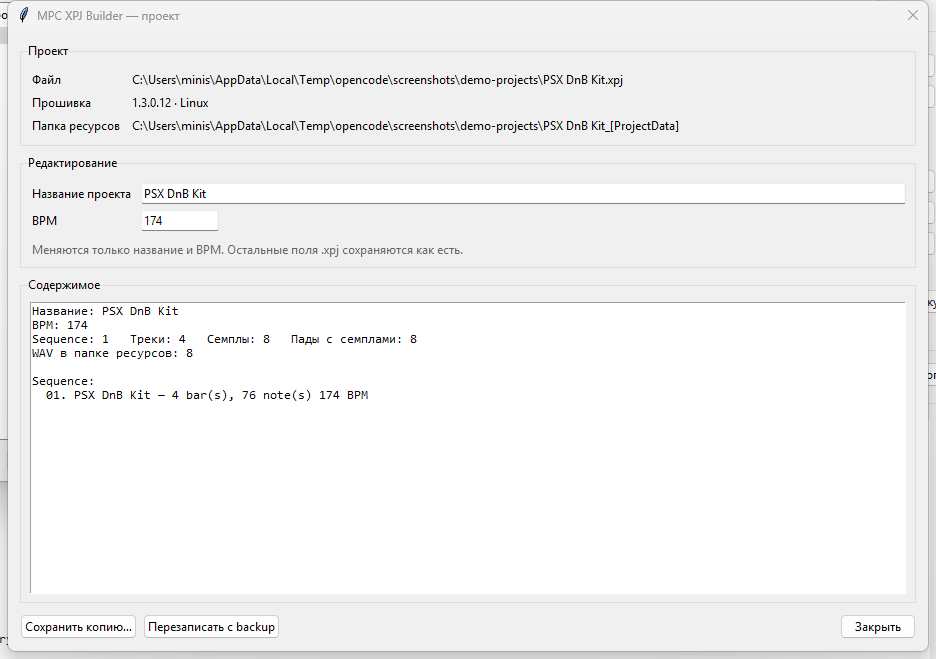 MPC XPJ Builder — проект
Проект
Файл C:\Users\minis\AppData\Local\Temp\opencode\screenshots\demo-projects\PSX DnB Kit.xpj
Прошивка 1.3.0.12 · Linux
Папка ресурсов C:\Users\minis\AppData\Local\Temp\opencode\screenshots\demo-projects\PSX DnB Kit_[ProjectData]
Редактирование
Название проекта PSX DnB Kit
BPM 174
Меняются только название и BPM. Остальные поля .xpj сохраняются как есть.
Содержимое
Название: PSX DnB Kit
BPM: 174
Sequence: 1 Треки: 4 Семплы: 8 Пады с семплами: 8
WAV в папке ресурсов: 8
Sequence:
01. PSX DnB Kit — 4 bar(s), 76 note(s) 174 BPM
Сохранить копию... Перезаписать с backup Закрыть